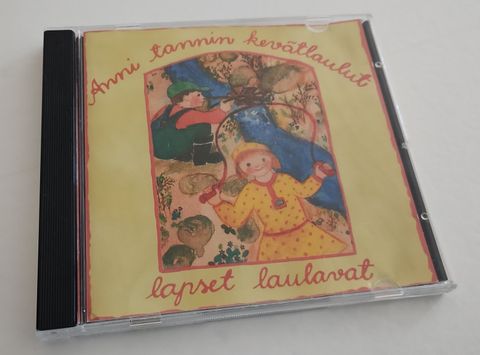 Anni tannin kevätlaulut
lapset laulavat